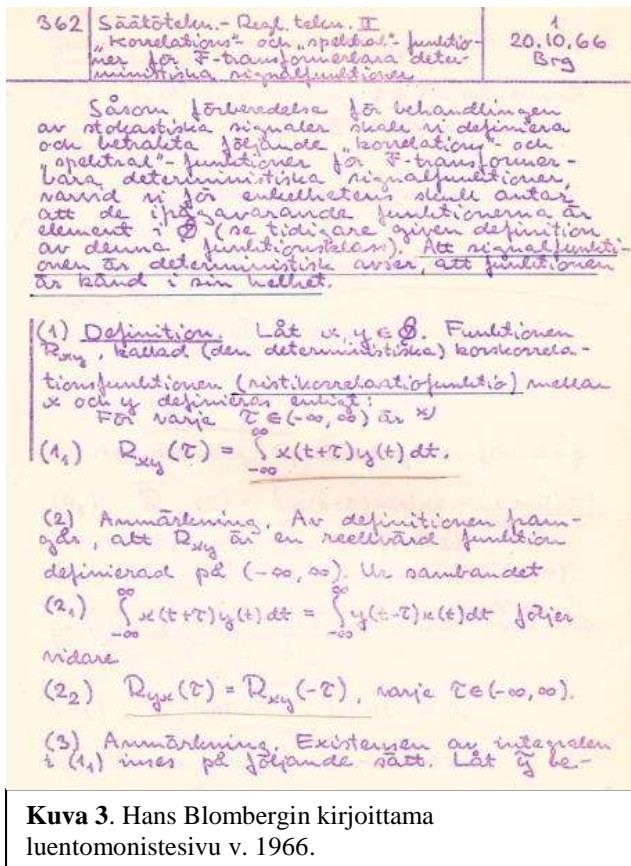 362
Säätötekn.- Regl. tekn. II
„Korrelations"- och „spektral"-funktio-
ner för F-transformerbara deter-
ministiska signalfunktioner
1
20.10.66
Brg
Såsom förberedelse för behandlingen
av stokastiska signaler skall vi definiera
och betrakta följande „korrelations"- och
„spektral"-funktioner för F-transformer-
bara deterministiska signalfunktioner,
varvid vi för enkelhetens skull antar
att de ifrågavarande funktionerna är
element i 𝒮 (se tidigare given definition
av denna funktionsklass). Att signalfunkti-
onen är deterministisk avser, att funktionen
är känd i sin helhet.
(1) Definition. Låt x, y ∈ 𝒮. Funktionen
Rxy, kallad (den deterministiska) korskorrela-
tionsfunktionen (ristikorrelaatiofunktio) mellan
x och y definieras enligt:
För varje τ ∈ (-∞, ∞) är x)
(1₁) Rxy(τ) = ∫_{-∞}^{∞} x(t+τ)y(t)dt.
(2) Anmärkning. Av definitionen fram-
går, att Rxy är en reellvärd funktion
definierad på (-∞, ∞). Ur sambandet
(2₁) ∫_{-∞}^{∞} x(t+τ)y(t)dt = ∫_{-∞}^{∞} y(t-τ)x(t)dt följer
vidare
(2₂) Ryx(τ) = Rxy(-τ), varje τ∈(-∞, ∞).
(3) Anmärkning. Existensen av integralen
i (1₁) inses på följande sätt. Låt ỹ be-
Kuva 3. Hans Blombergin kirjoittama
luentomonistesivu v. 1966.